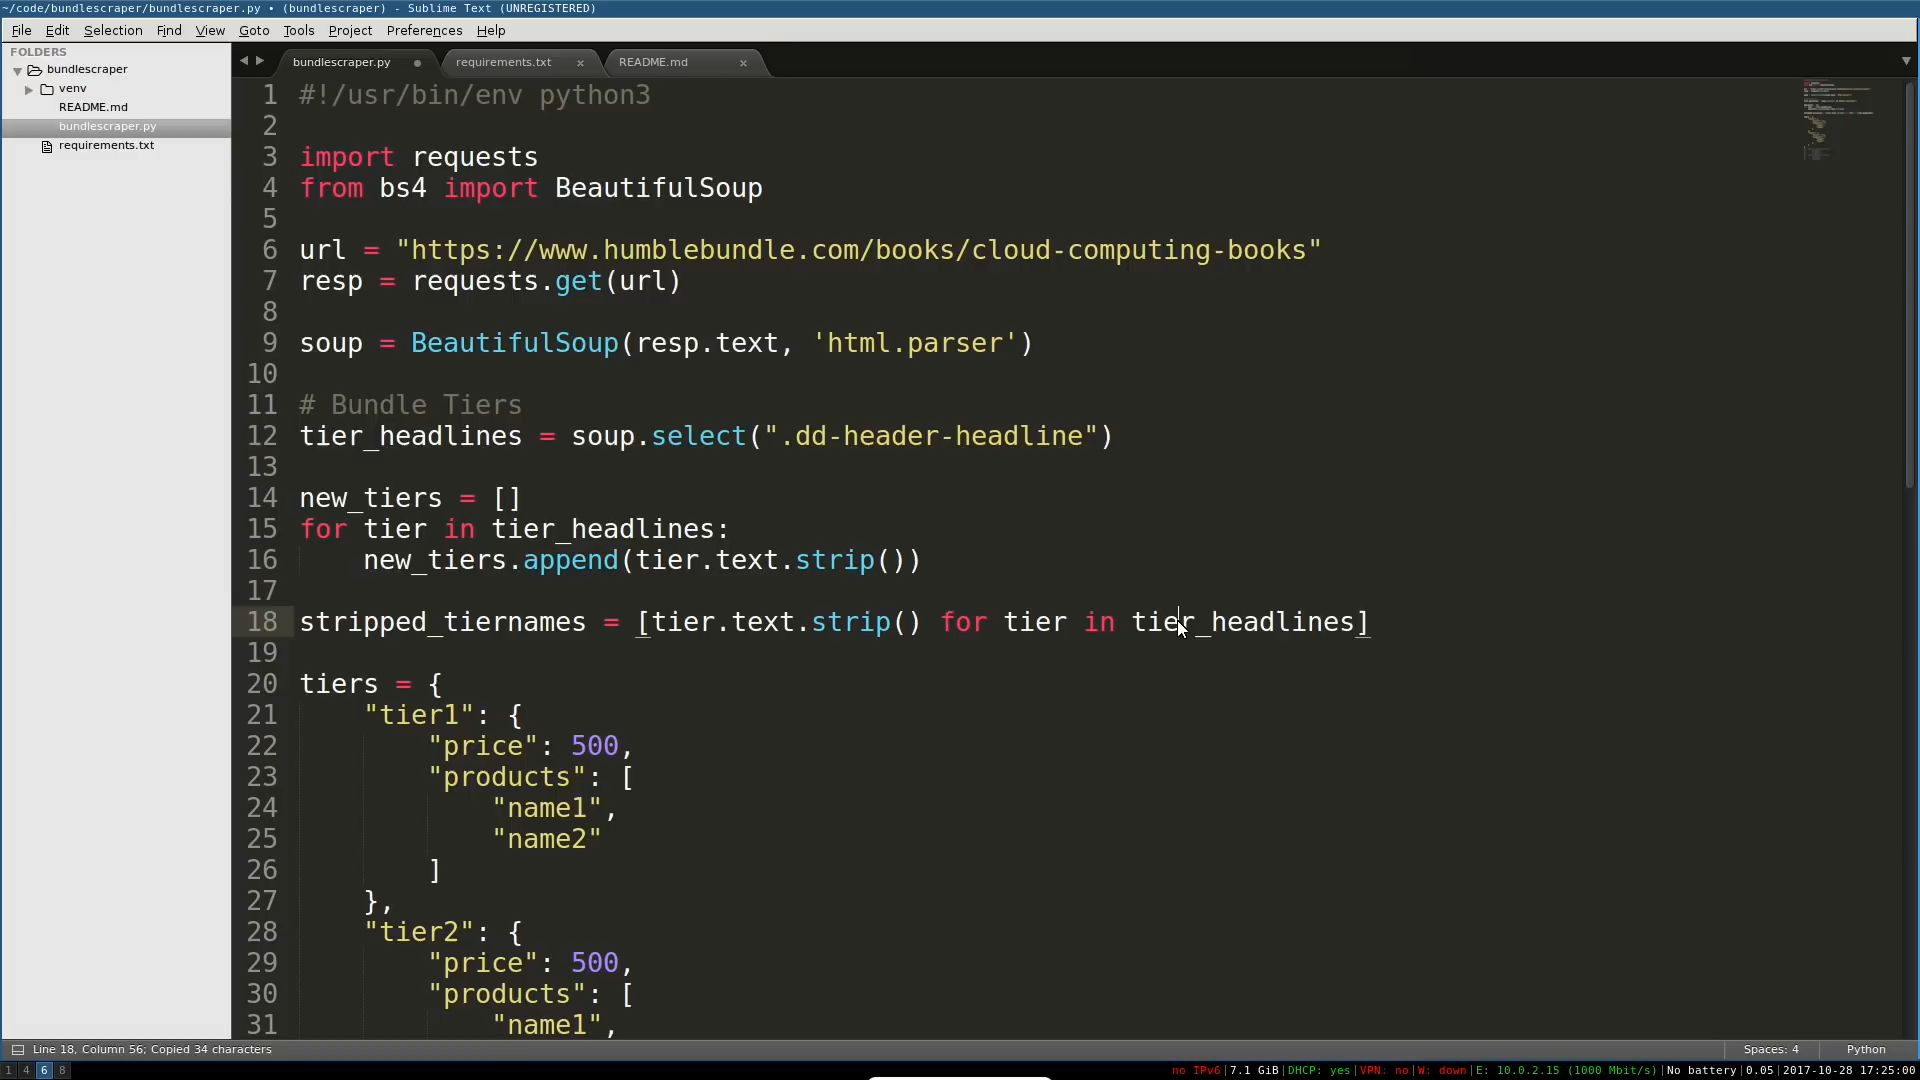 ~/code/bundlescraper/bundlescraper.py • (bundlescraper) - Sublime Text (UNREGISTERED)
File Edit Selection Find View Goto Tools Project Preferences Help
FOLDERS
bundlescraper
venv
README.md
bundlescraper.py
requirements.txt
bundlescraper.py requirements.txt × README.md ×
1 #!/usr/bin/env python3
2
3 import requests
4 from bs4 import BeautifulSoup
5
6 url = "https://www.humblebundle.com/books/cloud-computing-books"
7 resp = requests.get(url)
8
9 soup = BeautifulSoup(resp.text, 'html.parser')
10
11 # Bundle Tiers
12 tier_headlines = soup.select(".dd-header-headline")
13
14 new_tiers = []
15 for tier in tier_headlines:
16     new_tiers.append(tier.text.strip())
17
18 stripped_tiernames = [tier.text.strip() for tier in tier_headlines]
19
20 tiers = {
21     "tier1": {
22         "price": 500,
23         "products": [
24             "name1",
25             "name2"
26         ]
27     },
28     "tier2": {
29         "price": 500,
30         "products": [
31             "name1",
Line 18, Column 56; Copied 34 characters Spaces: 4 Python
1 4 6 8 no IPv6|7.1 GiB|DHCP: yes|VPN: no|W: down|E: 10.0.2.15 (1000 Mbit/s)|No battery|0.05|2017-10-28 17:25:00